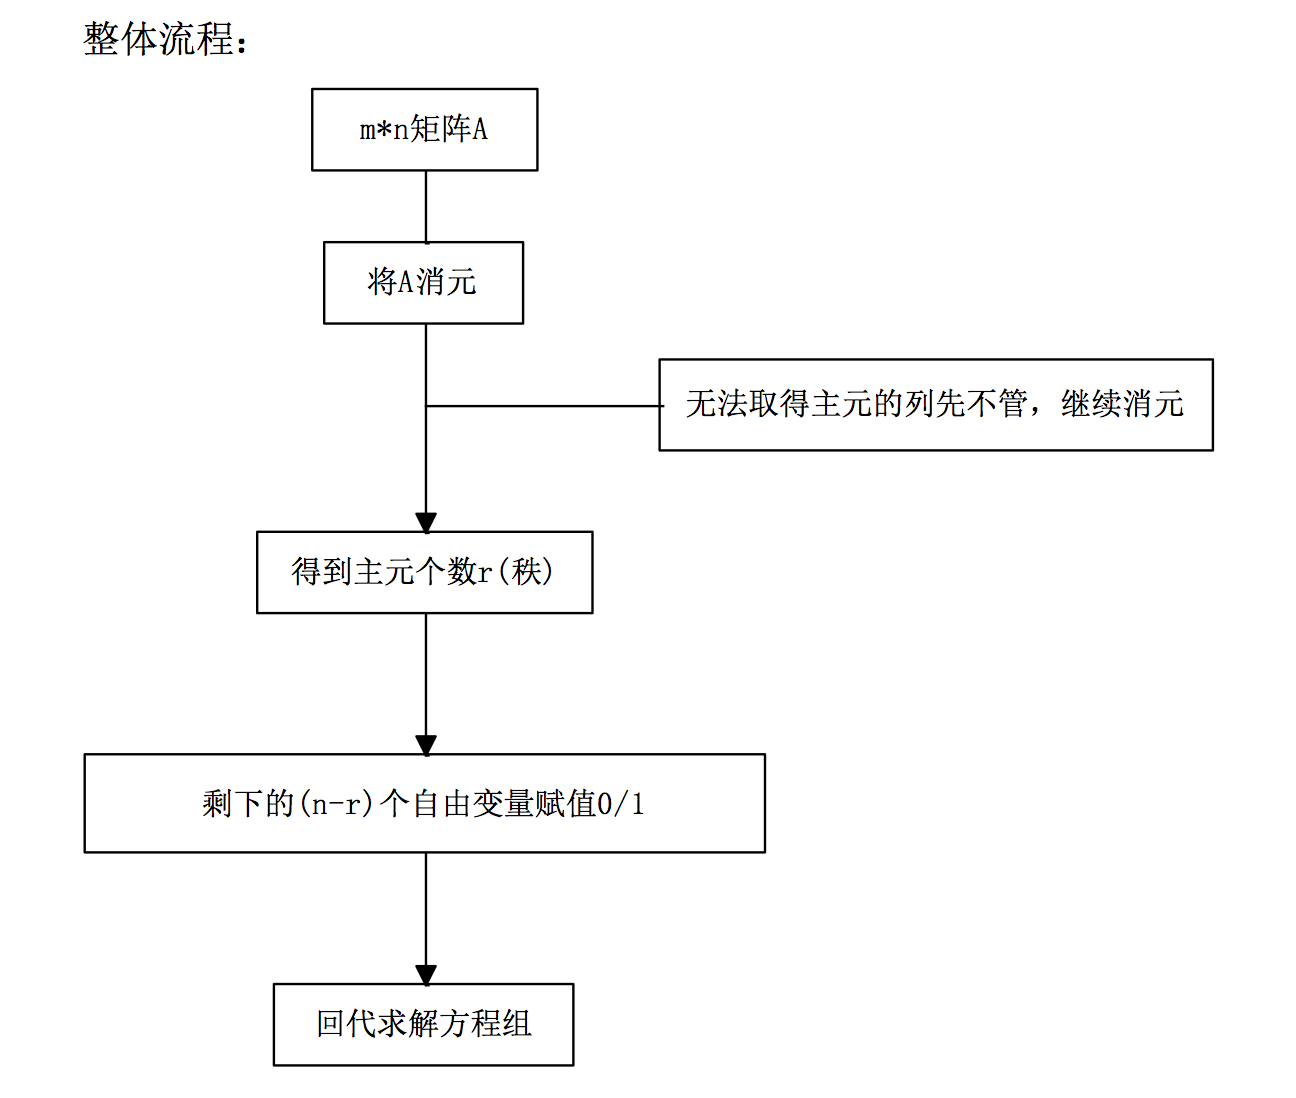 整体流程：
m*n矩阵A
将A消元
无法取得主元的列先不管，继续消元
得到主元个数r(秩)
剩下的(n-r)个自由变量赋值0/1
回代求解方程组